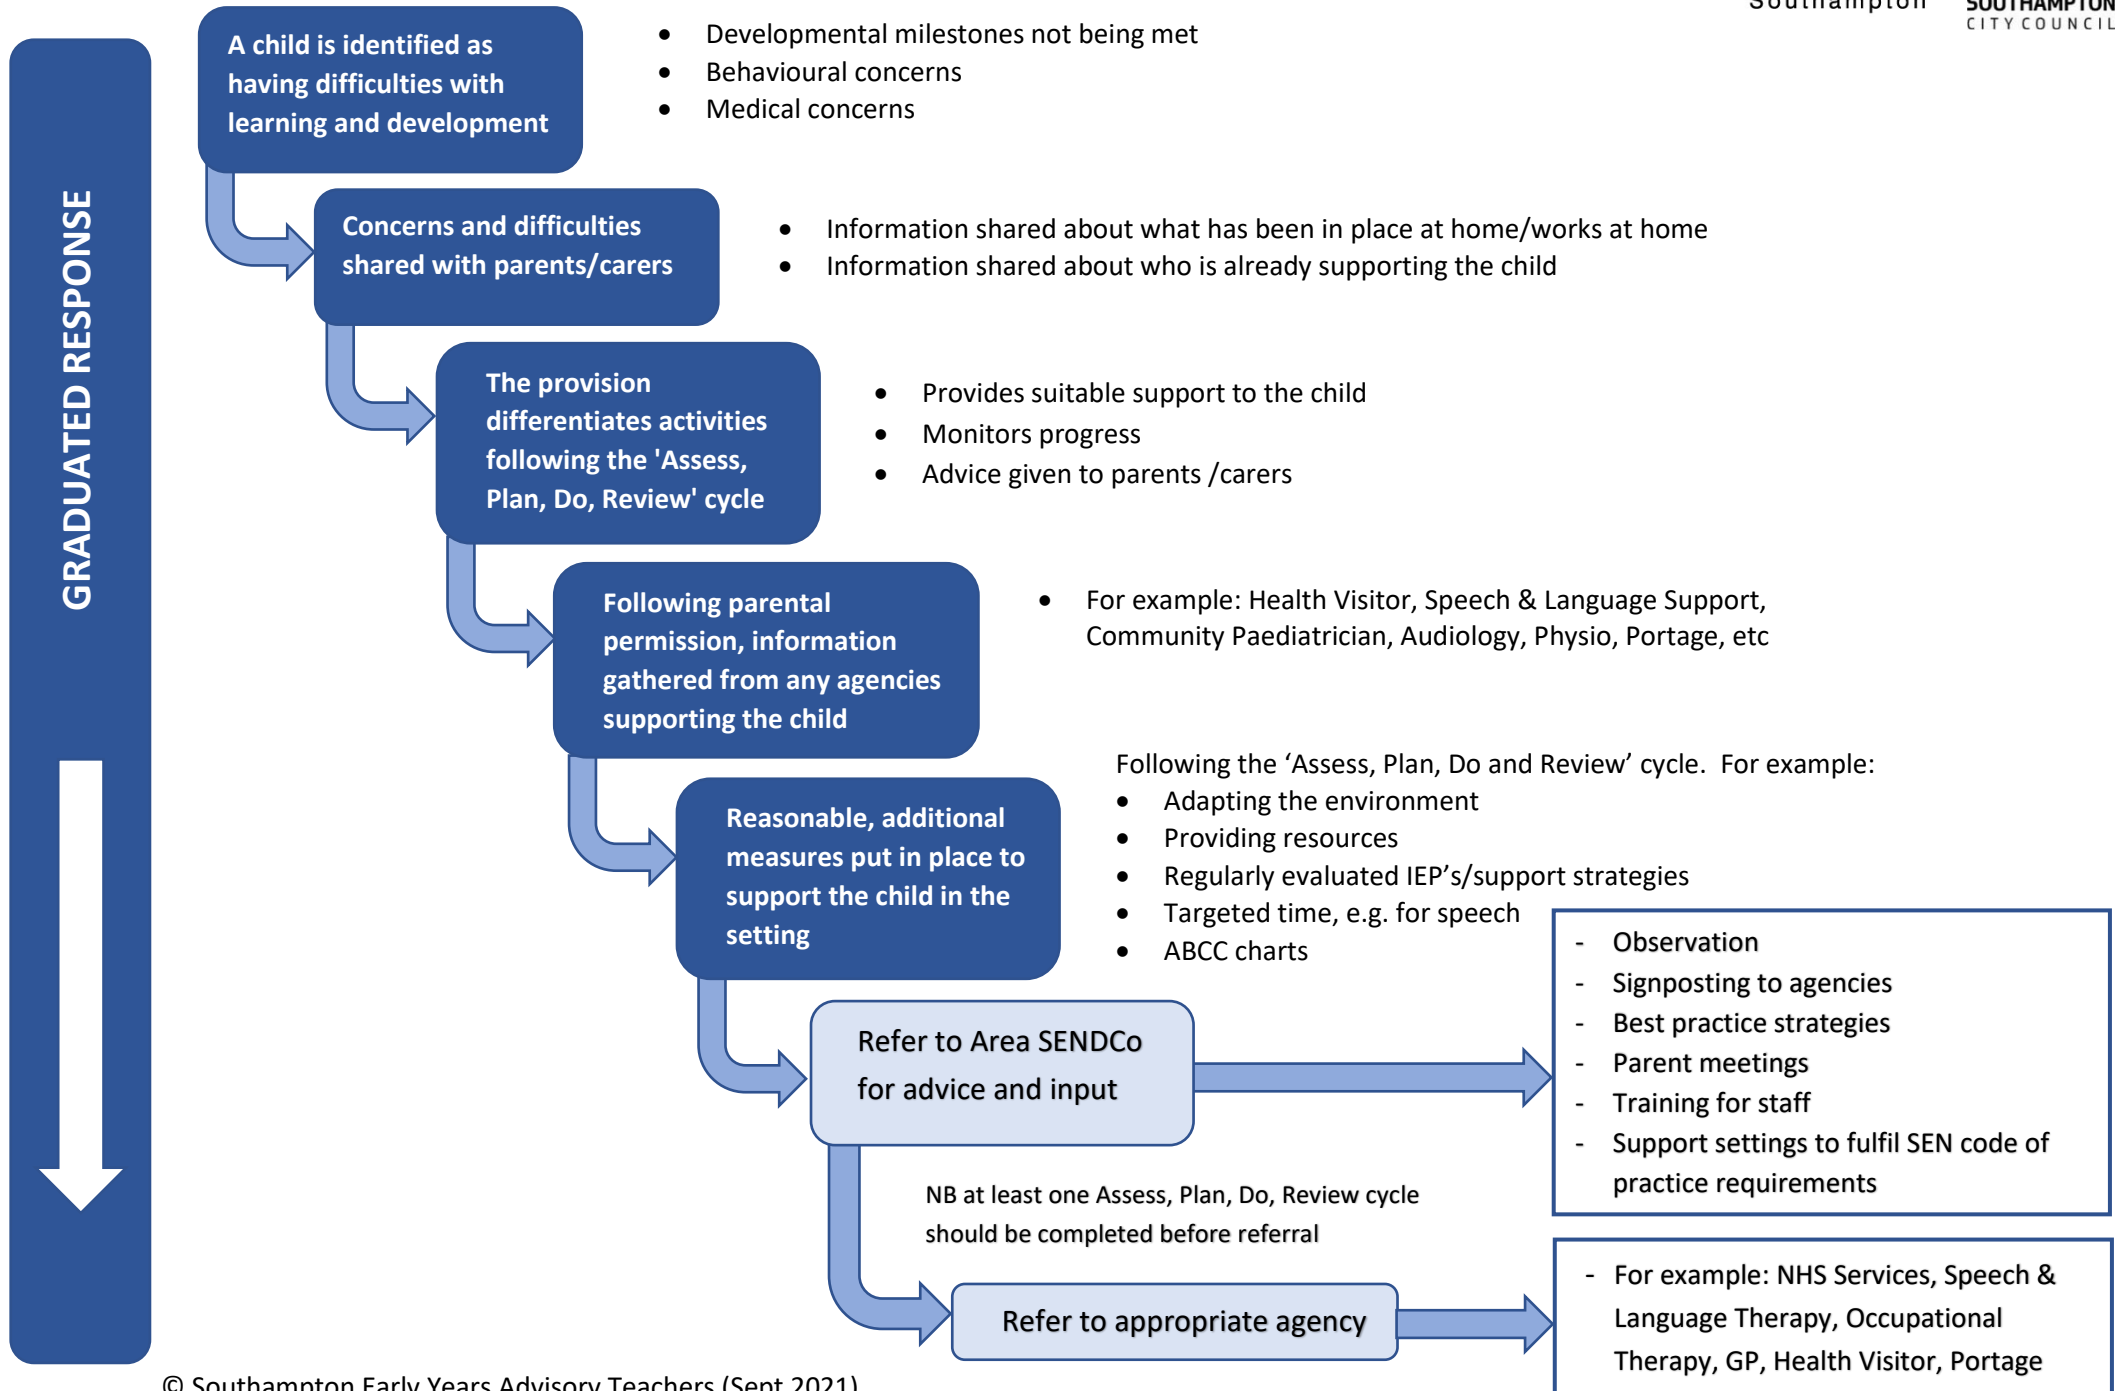 Southampton
SOUTHAMPTON
CITY COUNCIL
GRADUATED RESPONSE
A child is identified as
having difficulties with
learning and development
• Developmental milestones not being met
• Behavioural concerns
• Medical concerns
Concerns and difficulties
shared with parents/carers
• Information shared about what has been in place at home/works at home
• Information shared about who is already supporting the child
The provision
differentiates activities
following the 'Assess,
Plan, Do, Review' cycle
• Provides suitable support to the child
• Monitors progress
• Advice given to parents /carers
Following parental
permission, information
gathered from any agencies
supporting the child
• For example: Health Visitor, Speech & Language Support,
Community Paediatrician, Audiology, Physio, Portage, etc
Reasonable, additional
measures put in place to
support the child in the
setting
Following the ‘Assess, Plan, Do and Review’ cycle. For example:
• Adapting the environment
• Providing resources
• Regularly evaluated IEP’s/support strategies
• Targeted time, e.g. for speech
• ABCC charts
Refer to Area SENDCo
for advice and input
- Observation
- Signposting to agencies
- Best practice strategies
- Parent meetings
- Training for staff
- Support settings to fulfil SEN code of
practice requirements
NB at least one Assess, Plan, Do, Review cycle
should be completed before referral
Refer to appropriate agency
- For example: NHS Services, Speech &
Language Therapy, Occupational
Therapy, GP, Health Visitor, Portage
© Southampton Early Years Advisory Teachers (Sept 2021)